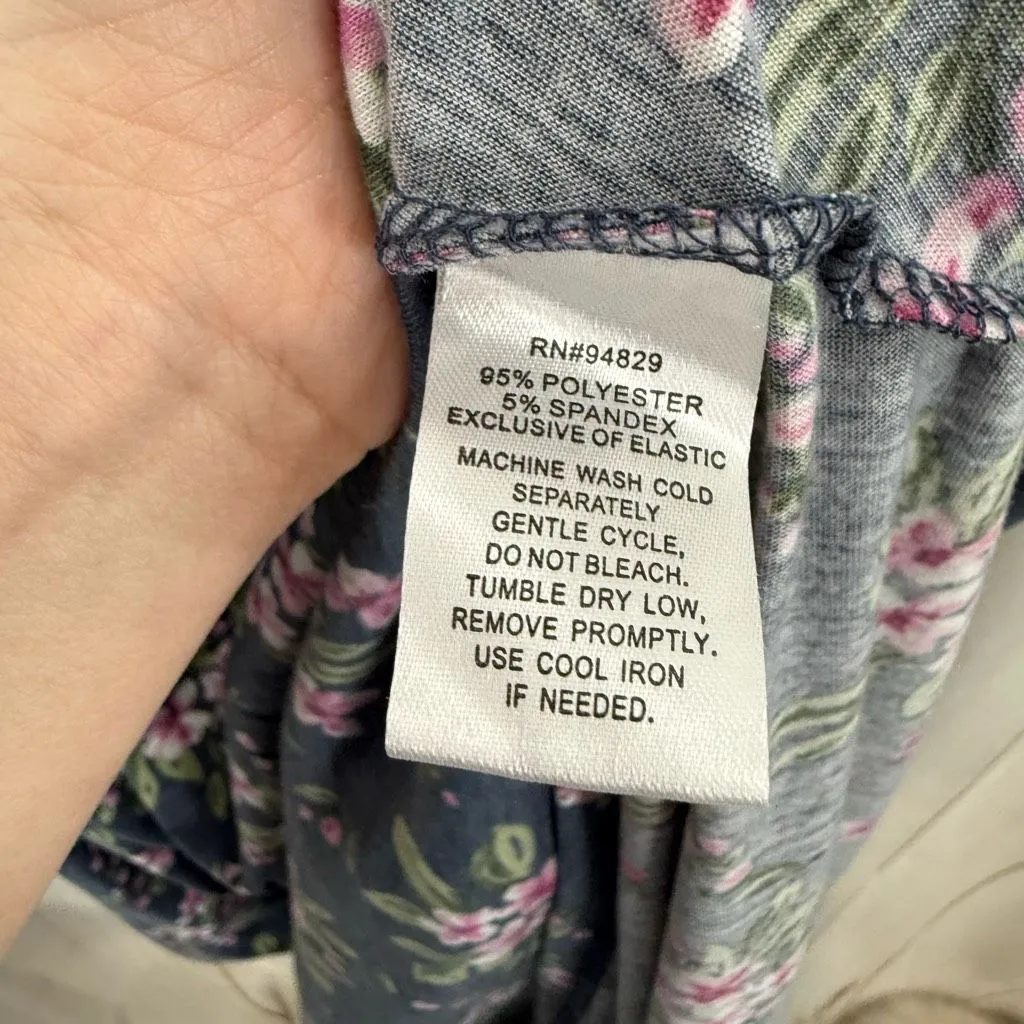 RN#94829
95% POLYESTER
5% SPANDEX
EXCLUSIVE OF ELASTIC
MACHINE WASH COLD
SEPARATELY
GENTLE CYCLE,
DO NOT BLEACH.
TUMBLE DRY LOW,
REMOVE PROMPTLY.
USE COOL IRON
IF NEEDED.